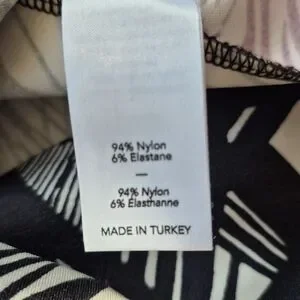 94% Nylon
6% Elastane
—
94% Nylon
6% Élasthanne
MADE IN TURKEY